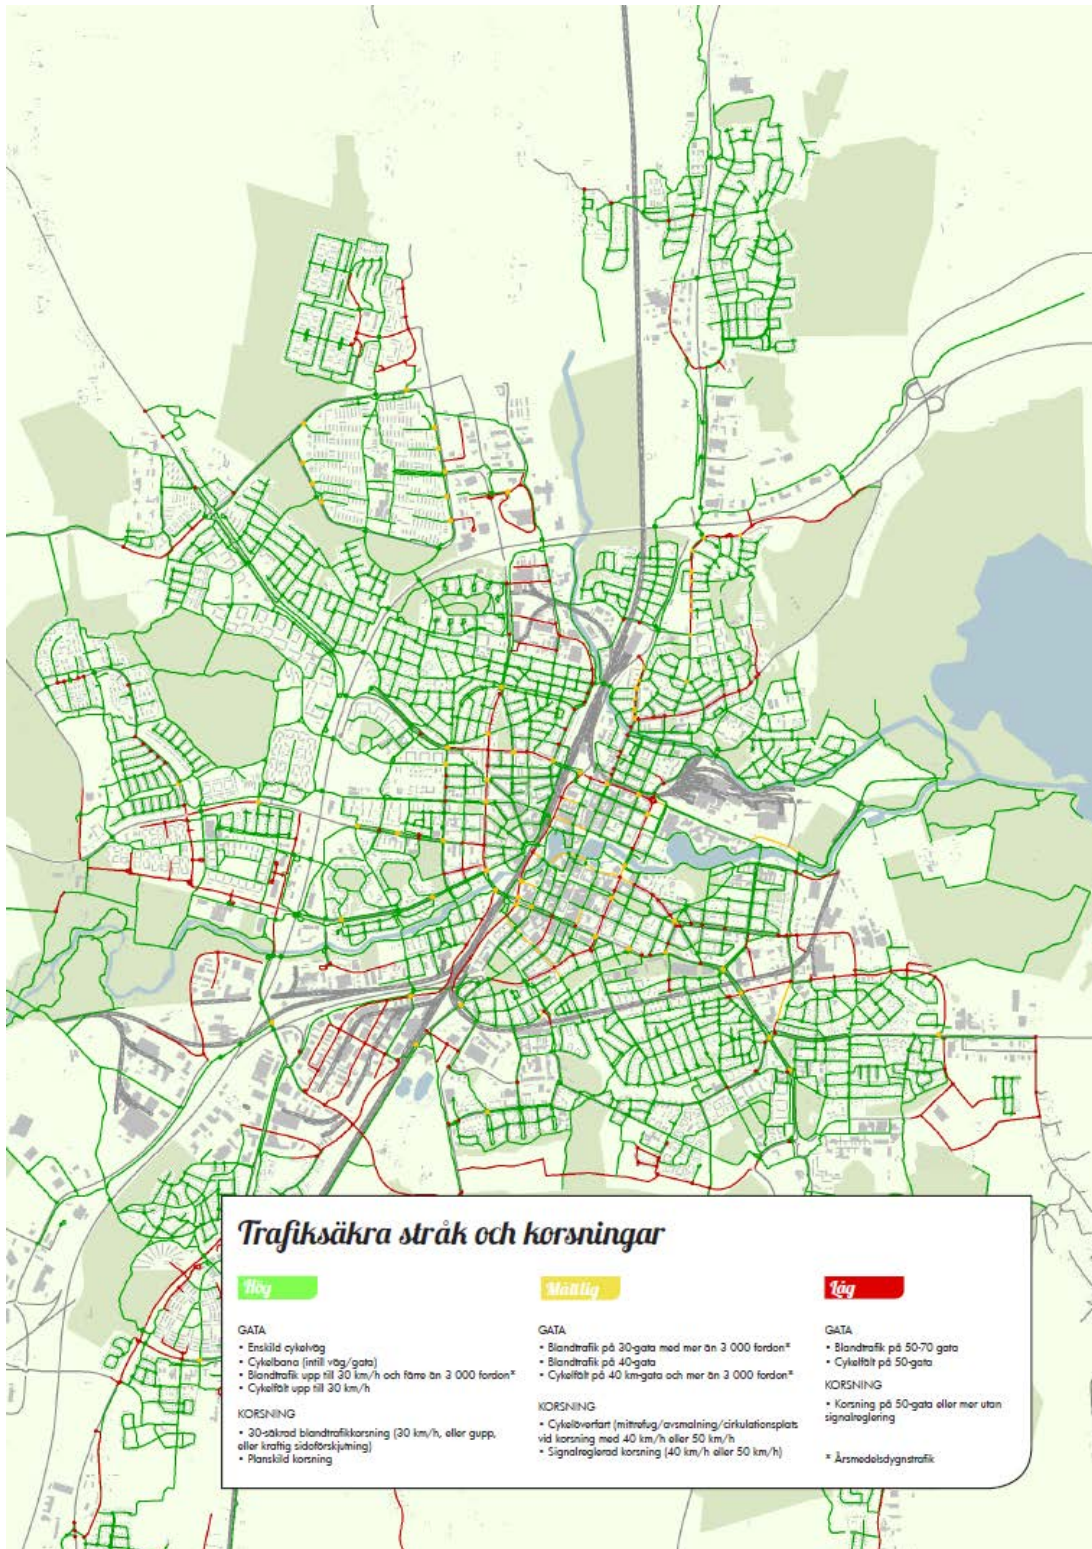 Trafiksäkra stråk och korsningar
Hög
GATA
• Enskild cykelväg
• Cykelbana (intill väg/gata)
• Blandtrafik upp till 30 km/h och färre än 3 000 fordon*
• Cykelfält upp till 30 km/h
KORSNING
• 30-säkrad blandtrafikkorsning (30 km/h, eller gupp,
eller kraftig sidoförskjutning)
• Planskild korsning
Måttlig
GATA
• Blandtrafik på 30-gata med mer än 3 000 fordon*
• Blandtrafik på 40-gata
• Cykelfält på 40 km-gata och mer än 3 000 fordon*
KORSNING
• Cykelöverfart (mittrefug/avsmalning/cirkulationsplats
vid korsning med 40 km/h eller 50 km/h)
• Signalreglerad korsning (40 km/h eller 50 km/h)
Låg
GATA
• Blandtrafik på 50-70 gata
• Cykelfält på 50-gata
KORSNING
• Korsning på 50-gata eller mer utan
signalreglering
* Årsmedelsdygnstrafik